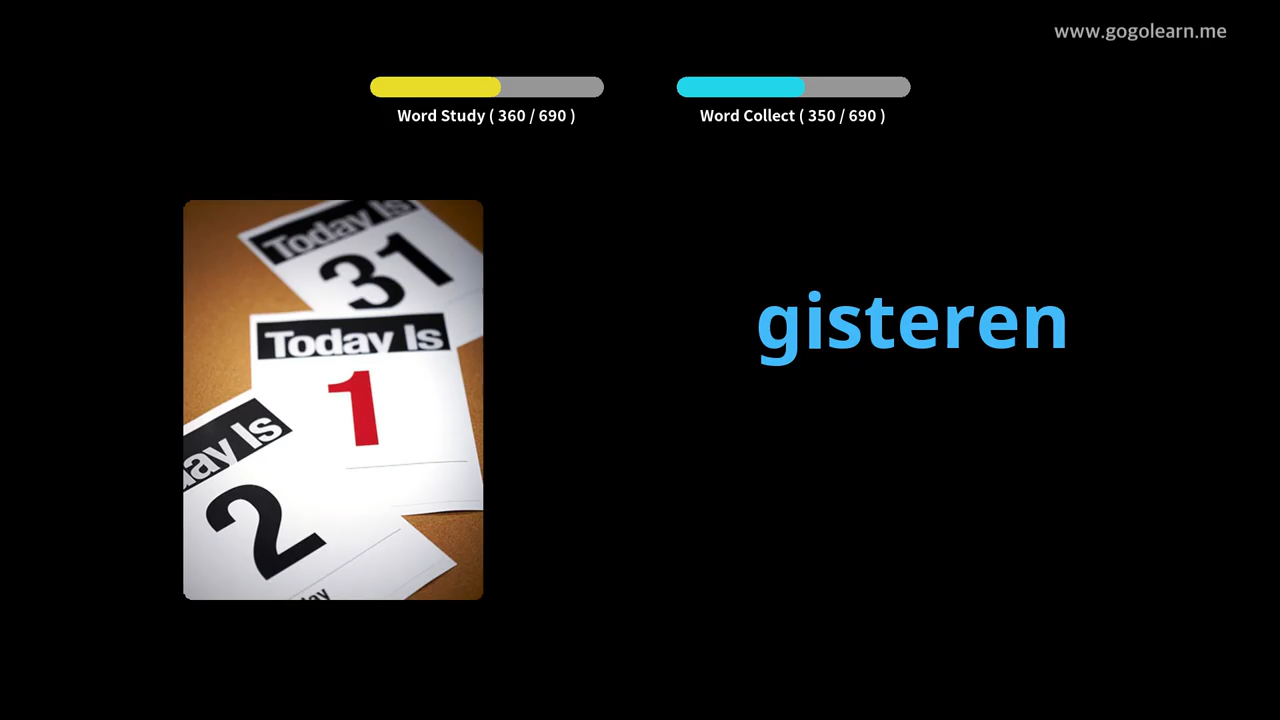 www.gogolearn.me
Word Study ( 360 / 690 )
Word Collect ( 350 / 690 )
Today Is
31
Today Is
1
ay Is
2
ay
gisteren